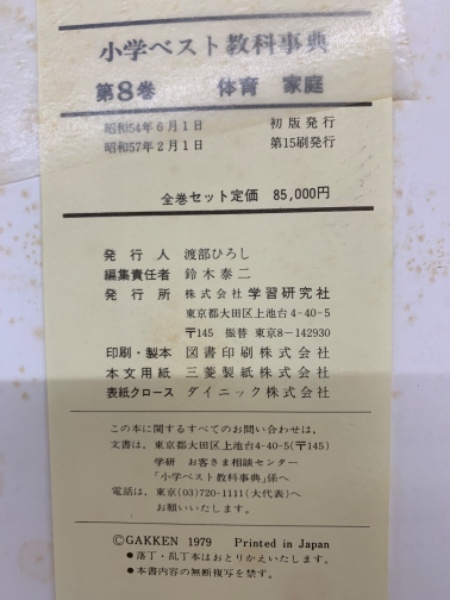 小学ベスト教科事典
第8巻 体育 家庭
昭和54年6月1日 初版発行
昭和57年2月1日 第15刷発行
全巻セット定価 85,000円
発行人 渡部ひろし
編集責任者 鈴木泰二
発行所 株式会社 学習研究社
東京都大田区上池台4-40-5
〒145 振替 東京8-142930
印刷・製本 図書印刷株式会社
本文用紙 三菱製紙株式会社
表紙クロース ダイニック株式会社
この本に関するすべてのお問い合わせは,
文書は, 東京都大田区上池台4-40-5(〒145)
学研 お客さま相談センター
「小学ベスト教科事典」係へ
電話は, 東京(03)720-1111(大代表)へ
お願いいたします。
ⒸGAKKEN 1979 Printed in Japan
●落丁・乱丁本はおとりかえいたします。
●本書内容の無断複写を禁ず。